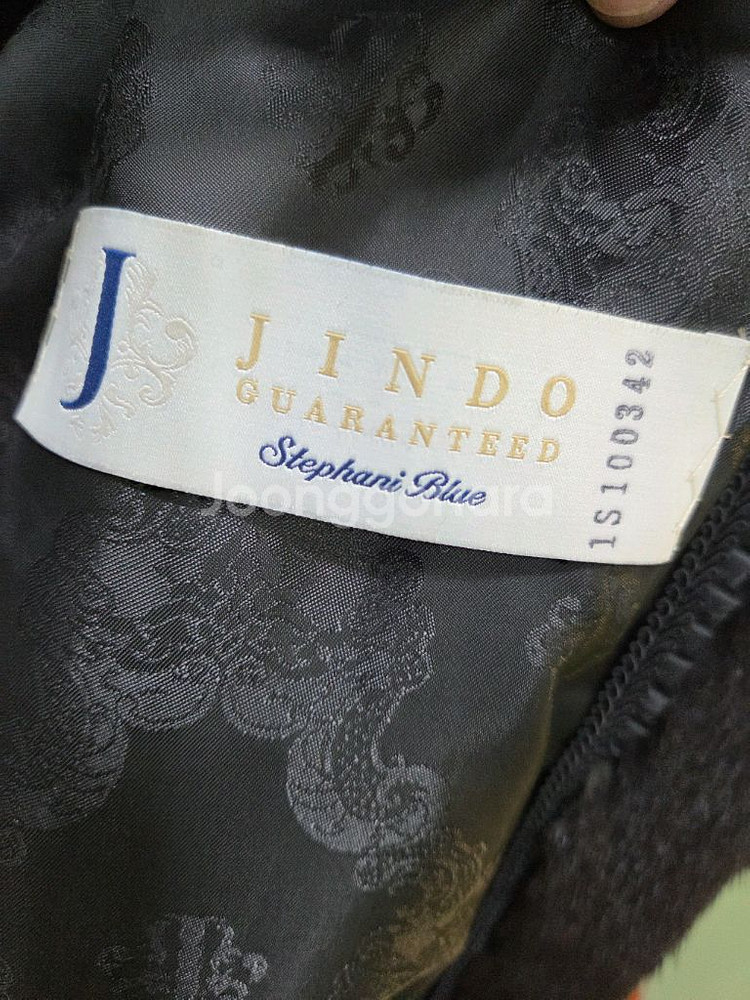 J
JINDO
GUARANTEED
Stephani Blue
1S100342
Joonggonara